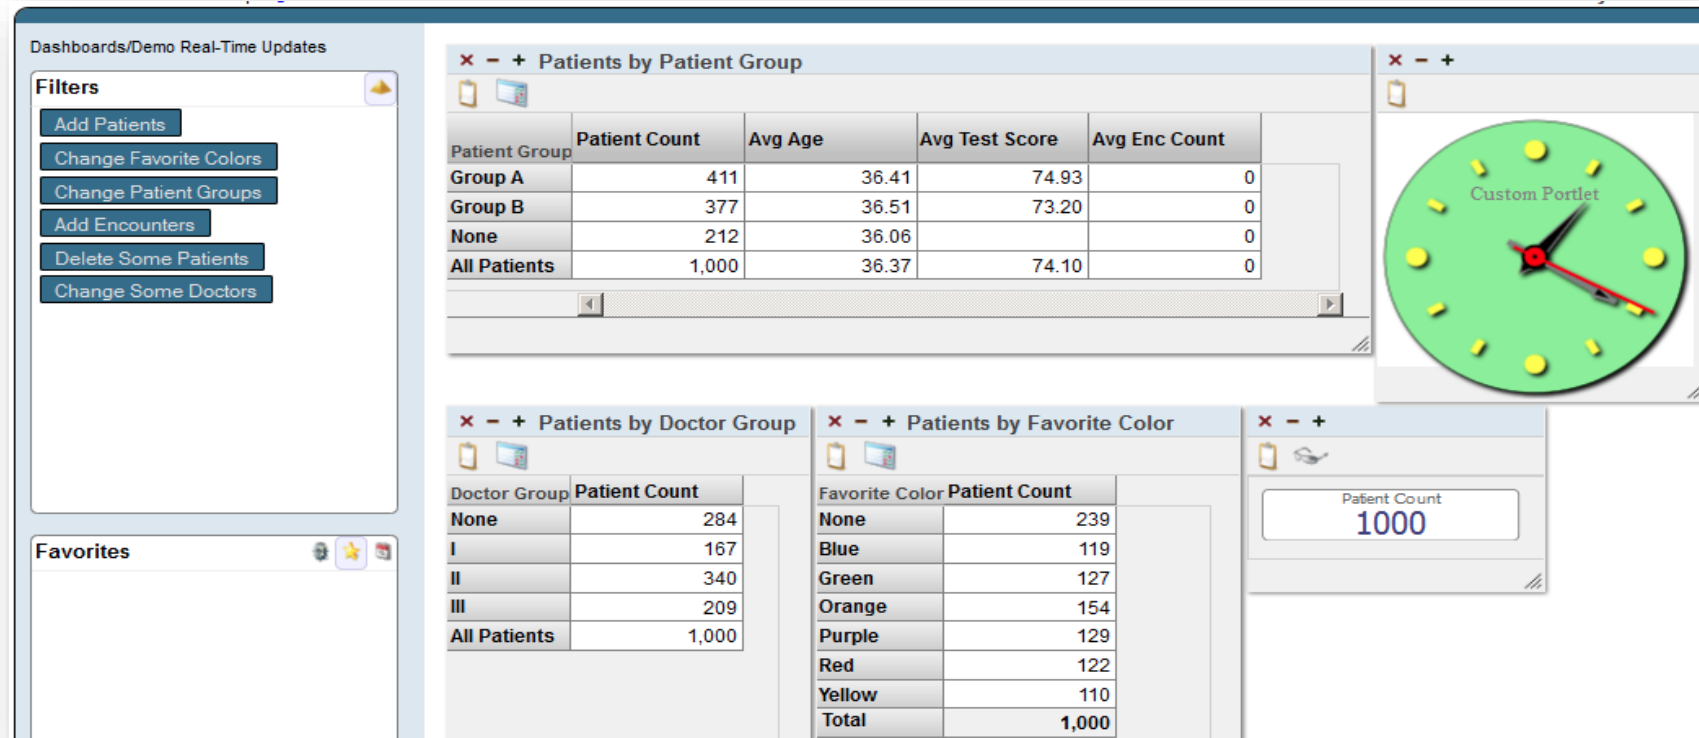 Dashboards/Demo Real-Time Updates
Filters
Add Patients
Change Favorite Colors
Change Patient Groups
Add Encounters
Delete Some Patients
Change Some Doctors
Favorites
Patients by Patient Group
Patient Group Patient Count Avg Age Avg Test Score Avg Enc Count
Group A 411 36.41 74.93 0
Group B 377 36.51 73.20 0
None 212 36.06 0
All Patients 1,000 36.37 74.10 0
Custom Portlet
Patients by Doctor Group
Doctor Group Patient Count
None 284
I 167
II 340
III 209
All Patients 1,000
Patients by Favorite Color
Favorite Color Patient Count
None 239
Blue 119
Green 127
Orange 154
Purple 129
Red 122
Yellow 110
Total 1,000
Patient Count
1000